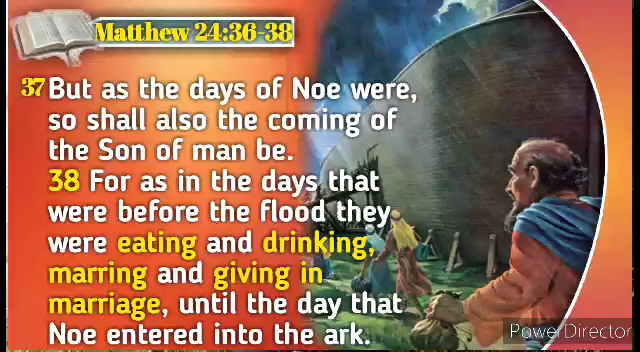 Matthew 24:36-38
37 But as the days of Noe were,
so shall also the coming of
the Son of man be.
38 For as in the days that
were before the flood they
were eating and drinking,
marring and giving in
marriage, until the day that
Noe entered into the ark.
PowerDirector